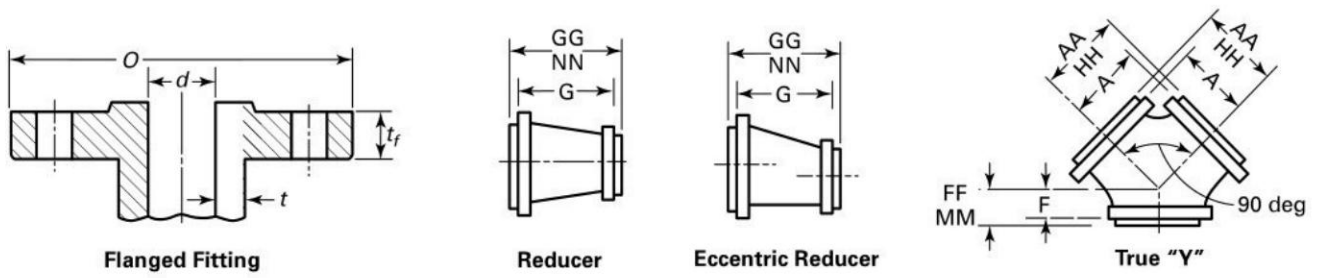 O
d
t_f
t
Flanged Fitting
GG
NN
G
Reducer
GG
NN
G
Eccentric Reducer
AA
HH
A
AA
HH
A
FF
MM
F
90 deg
True “Y”